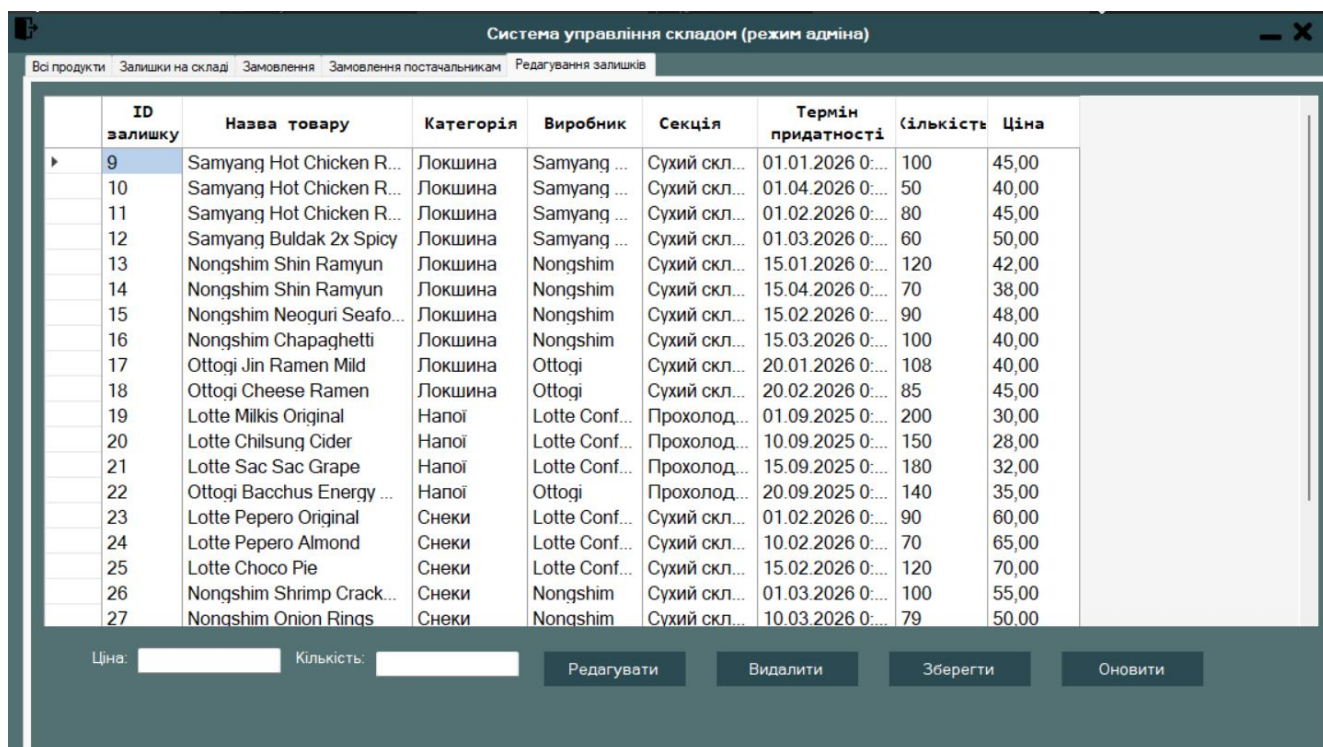 Система управління складом (режим адміна)
Всі продукти Залишки на складі Замовлення Замовлення постачальникам Редагування залишків
ID залишку Назва товару Категорія Виробник Секція Термін придатності Кількість Ціна
9 Samyang Hot Chicken R... Локшина Samyang ... Сухий скл... 01.01.2026 0:... 100 45,00
10 Samyang Hot Chicken R... Локшина Samyang ... Сухий скл... 01.04.2026 0:... 50 40,00
11 Samyang Hot Chicken R... Локшина Samyang ... Сухий скл... 01.02.2026 0:... 80 45,00
12 Samyang Buldak 2x Spicy Локшина Samyang ... Сухий скл... 01.03.2026 0:... 60 50,00
13 Nongshim Shin Ramyun Локшина Nongshim Сухий скл... 15.01.2026 0:... 120 42,00
14 Nongshim Shin Ramyun Локшина Nongshim Сухий скл... 15.04.2026 0:... 70 38,00
15 Nongshim Neoguri Seafo... Локшина Nongshim Сухий скл... 15.02.2026 0:... 90 48,00
16 Nongshim Chapaghetti Локшина Nongshim Сухий скл... 15.03.2026 0:... 100 40,00
17 Ottogi Jin Ramen Mild Локшина Ottogi Сухий скл... 20.01.2026 0:... 108 40,00
18 Ottogi Cheese Ramen Локшина Ottogi Сухий скл... 20.02.2026 0:... 85 45,00
19 Lotte Milkis Original Напої Lotte Conf... Прохолод... 01.09.2025 0:... 200 30,00
20 Lotte Chilsung Cider Напої Lotte Conf... Прохолод... 10.09.2025 0:... 150 28,00
21 Lotte Sac Sac Grape Напої Lotte Conf... Прохолод... 15.09.2025 0:... 180 32,00
22 Ottogi Bacchus Energy ... Напої Ottogi Прохолод... 20.09.2025 0:... 140 35,00
23 Lotte Pepero Original Снеки Lotte Conf... Сухий скл... 01.02.2026 0:... 90 60,00
24 Lotte Pepero Almond Снеки Lotte Conf... Сухий скл... 10.02.2026 0:... 70 65,00
25 Lotte Choco Pie Снеки Lotte Conf... Сухий скл... 15.02.2026 0:... 120 70,00
26 Nongshim Shrimp Crack... Снеки Nongshim Сухий скл... 01.03.2026 0:... 100 55,00
27 Nongshim Onion Rings Снеки Nongshim Сухий скл... 10.03.2026 0:... 79 50,00
Ціна: Кількість: Редагувати Видалити Зберегти Оновити